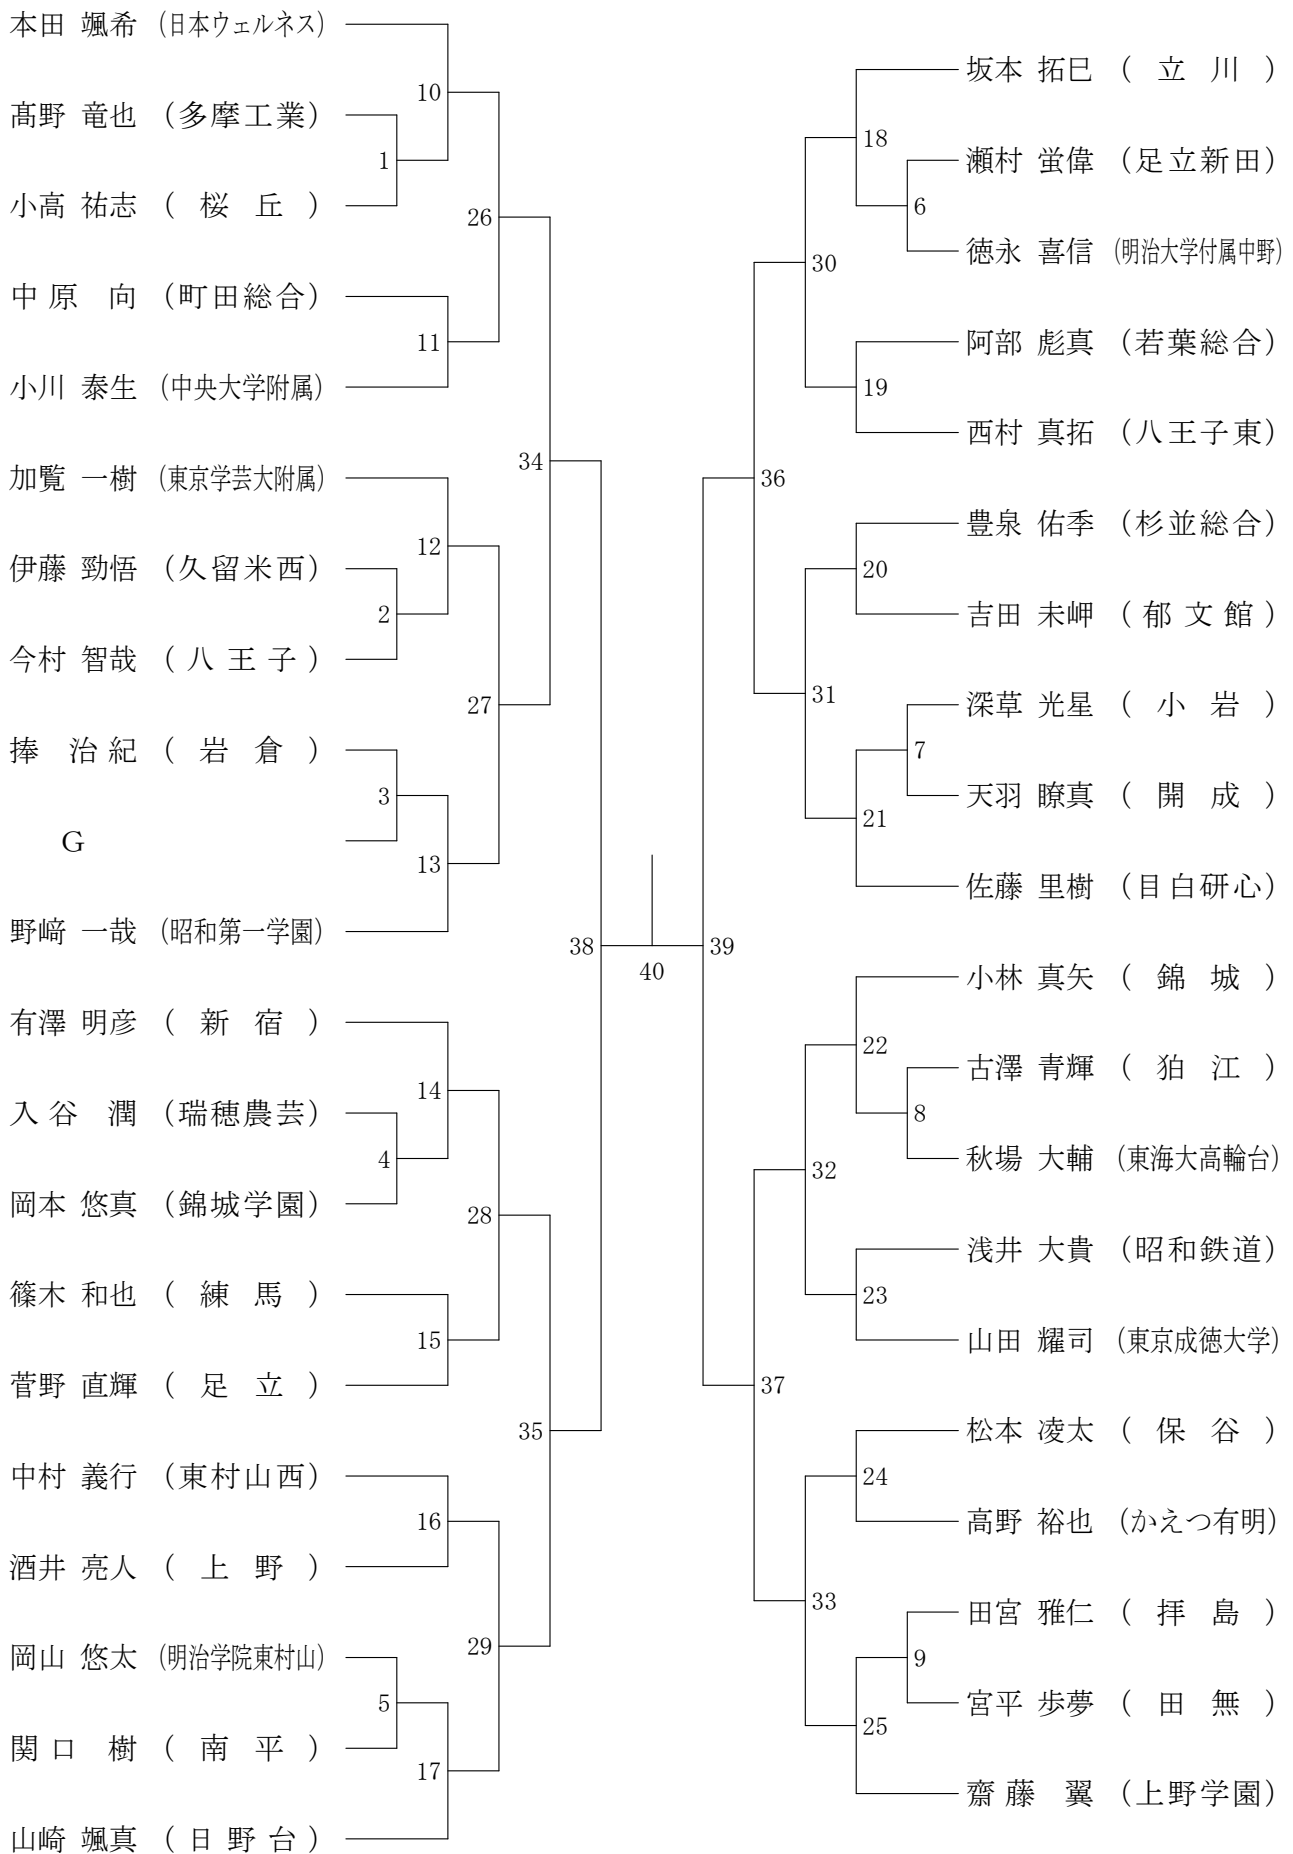 本田 颯希 (日本ウェルネス)
髙野 竜也 (多摩工業)
小高 祐志 (桜丘)
中原 向 (町田総合)
小川 泰生 (中央大学附属)
加覧 一樹 (東京学芸大附属)
伊藤 勁悟 (久留米西)
今村 智哉 (八王子)
捧 治紀 (岩倉)
G
野﨑 一哉 (昭和第一学園)
有澤 明彦 (新宿)
入谷 潤 (瑞穂農芸)
岡本 悠真 (錦城学園)
篠木 和也 (練馬)
菅野 直輝 (足立)
中村 義行 (東村山西)
酒井 亮人 (上野)
岡山 悠太 (明治学院東村山)
関口 樹 (南平)
山崎 颯真 (日野台)
1
2
3
4
5
10
11
12
13
14
15
16
17
26
27
28
29
34
35
38
40
39
36
37
30
31
32
33
18
19
20
21
22
23
24
25
6
7
8
9
坂本 拓巳 (立川)
瀬村 蛍偉 (足立新田)
徳永 喜信 (明治大学付属中野)
阿部 彪真 (若葉総合)
西村 真拓 (八王子東)
豊泉 佑季 (杉並総合)
吉田 未岬 (郁文館)
深草 光星 (小岩)
天羽 瞭真 (開成)
佐藤 里樹 (目白研心)
小林 真矢 (錦城)
古澤 青輝 (狛江)
秋場 大輔 (東海大高輪台)
浅井 大貴 (昭和鉄道)
山田 耀司 (東京成徳大学)
松本 凌太 (保谷)
高野 裕也 (かえつ有明)
田宮 雅仁 (拝島)
宮平 歩夢 (田無)
齋藤 翼 (上野学園)